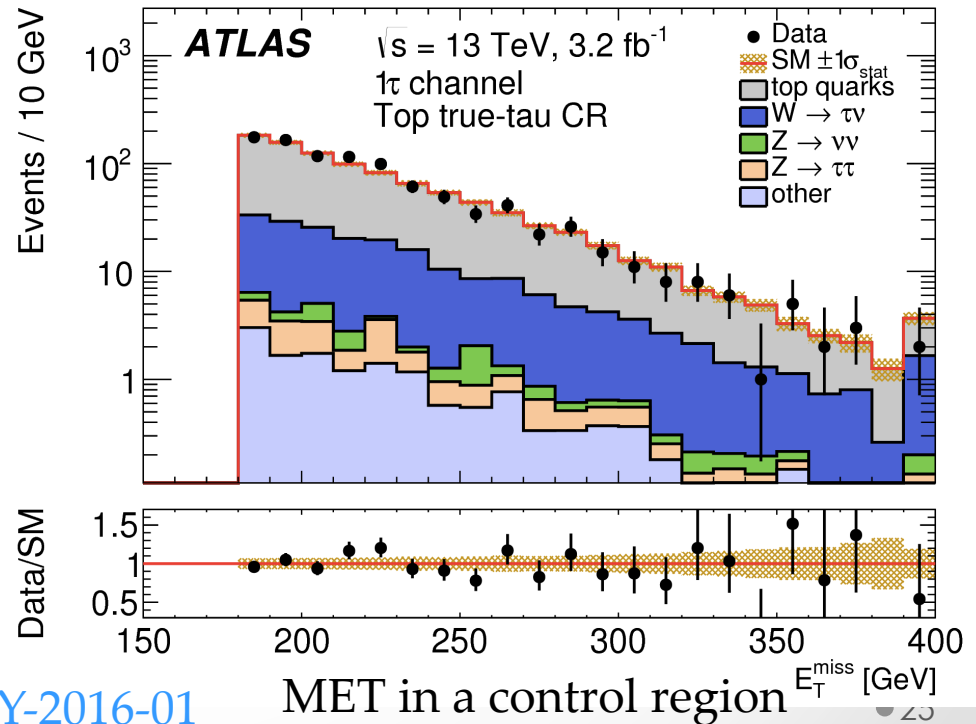 ATLAS
√s = 13 TeV, 3.2 fb⁻¹
1τ channel
Top true-tau CR
Data
SM ±1σstat
top quarks
W → τν
Z → νν
Z → ττ
other
Events / 10 GeV
10³
10²
10
1
Data/SM
1.5
1
0.5
150 200 250 300 350 400
E_T^miss [GeV]
Y-2016-01
MET in a control region
25